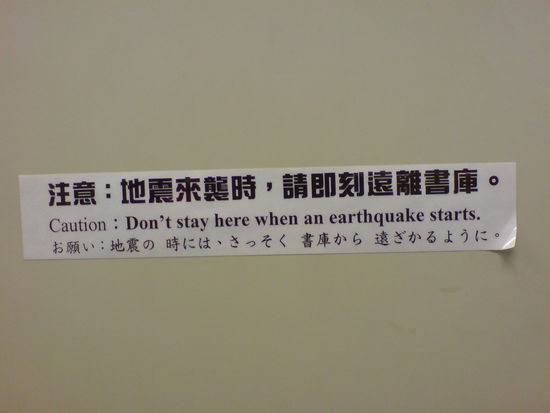 注意：地震來襲時，請即刻遠離書庫。
Caution：Don't stay here when an earthquake starts.
お願い：地震の 時には、さっそく 書庫から 遠ざかるように。